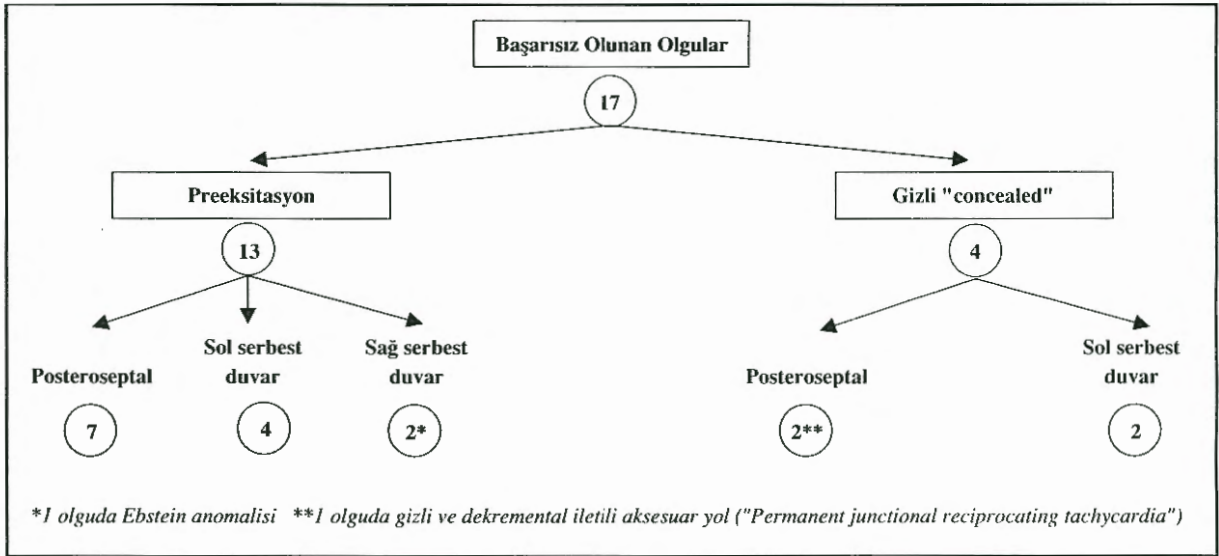 Başarısız Olunan Olgular
17
Preeksitasyon
Gizli "concealed"
13
4
Posteroseptal
Sol serbest
duvar
Sağ serbest
duvar
Posteroseptal
Sol serbest
duvar
7
4
2*
2**
2
*1 olguda Ebstein anomalisi **1 olguda gizli ve dekremental iletili aksesuar yol ("Permanent junctional reciprocating tachycardia")